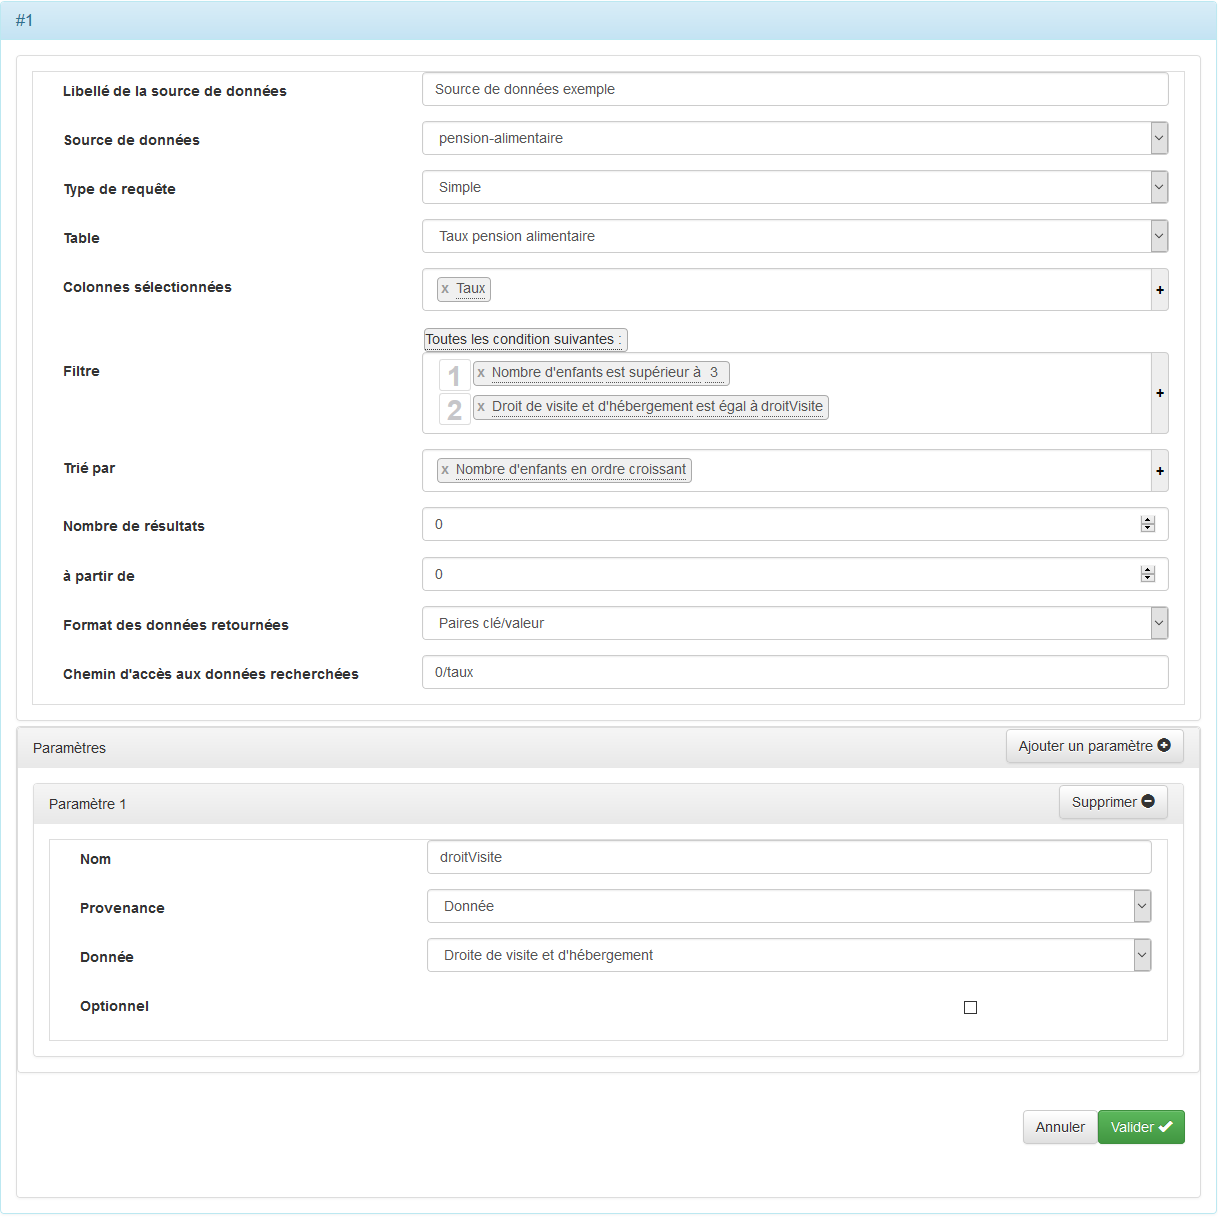 #1
Libellé de la source de données
Source de données exemple
Source de données
pension-alimentaire
Type de requête
Simple
Table
Taux pension alimentaire
Colonnes sélectionnées
x Taux
+
Toutes les condition suivantes :
Filtre
1 x Nombre d'enfants est supérieur à 3
2 x Droit de visite et d'hébergement est égal à droitVisite
+
Trié par
x Nombre d'enfants en ordre croissant
+
Nombre de résultats
0
à partir de
0
Format des données retournées
Paires clé/valeur
Chemin d'accès aux données recherchées
0/taux
Paramètres
Ajouter un paramètre
Paramètre 1
Supprimer
Nom
droitVisite
Provenance
Donnée
Donnée
Droite de visite et d'hébergement
Optionnel
Annuler
Valider